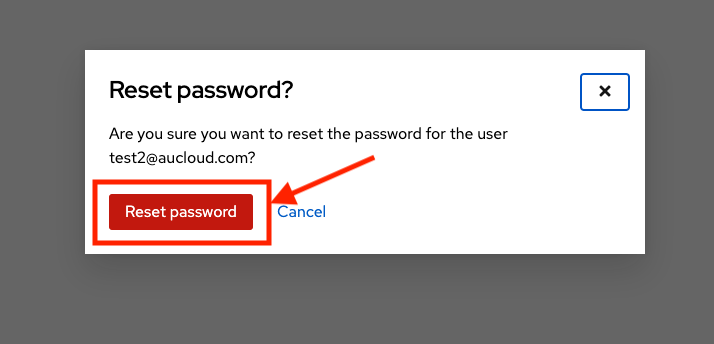 Reset password?
Are you sure you want to reset the password for the user
test2@aucloud.com?
Reset password
Cancel